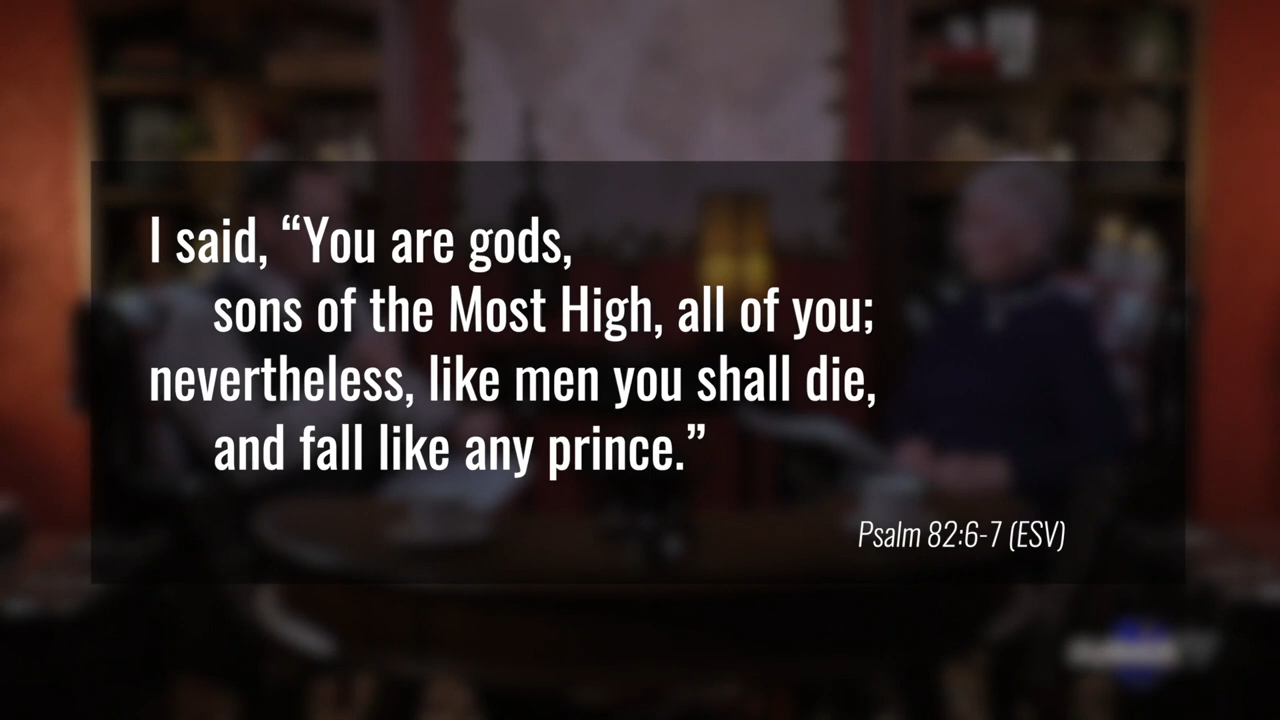 I said, “You are gods,
sons of the Most High, all of you;
nevertheless, like men you shall die,
and fall like any prince.”
Psalm 82:6-7 (ESV)